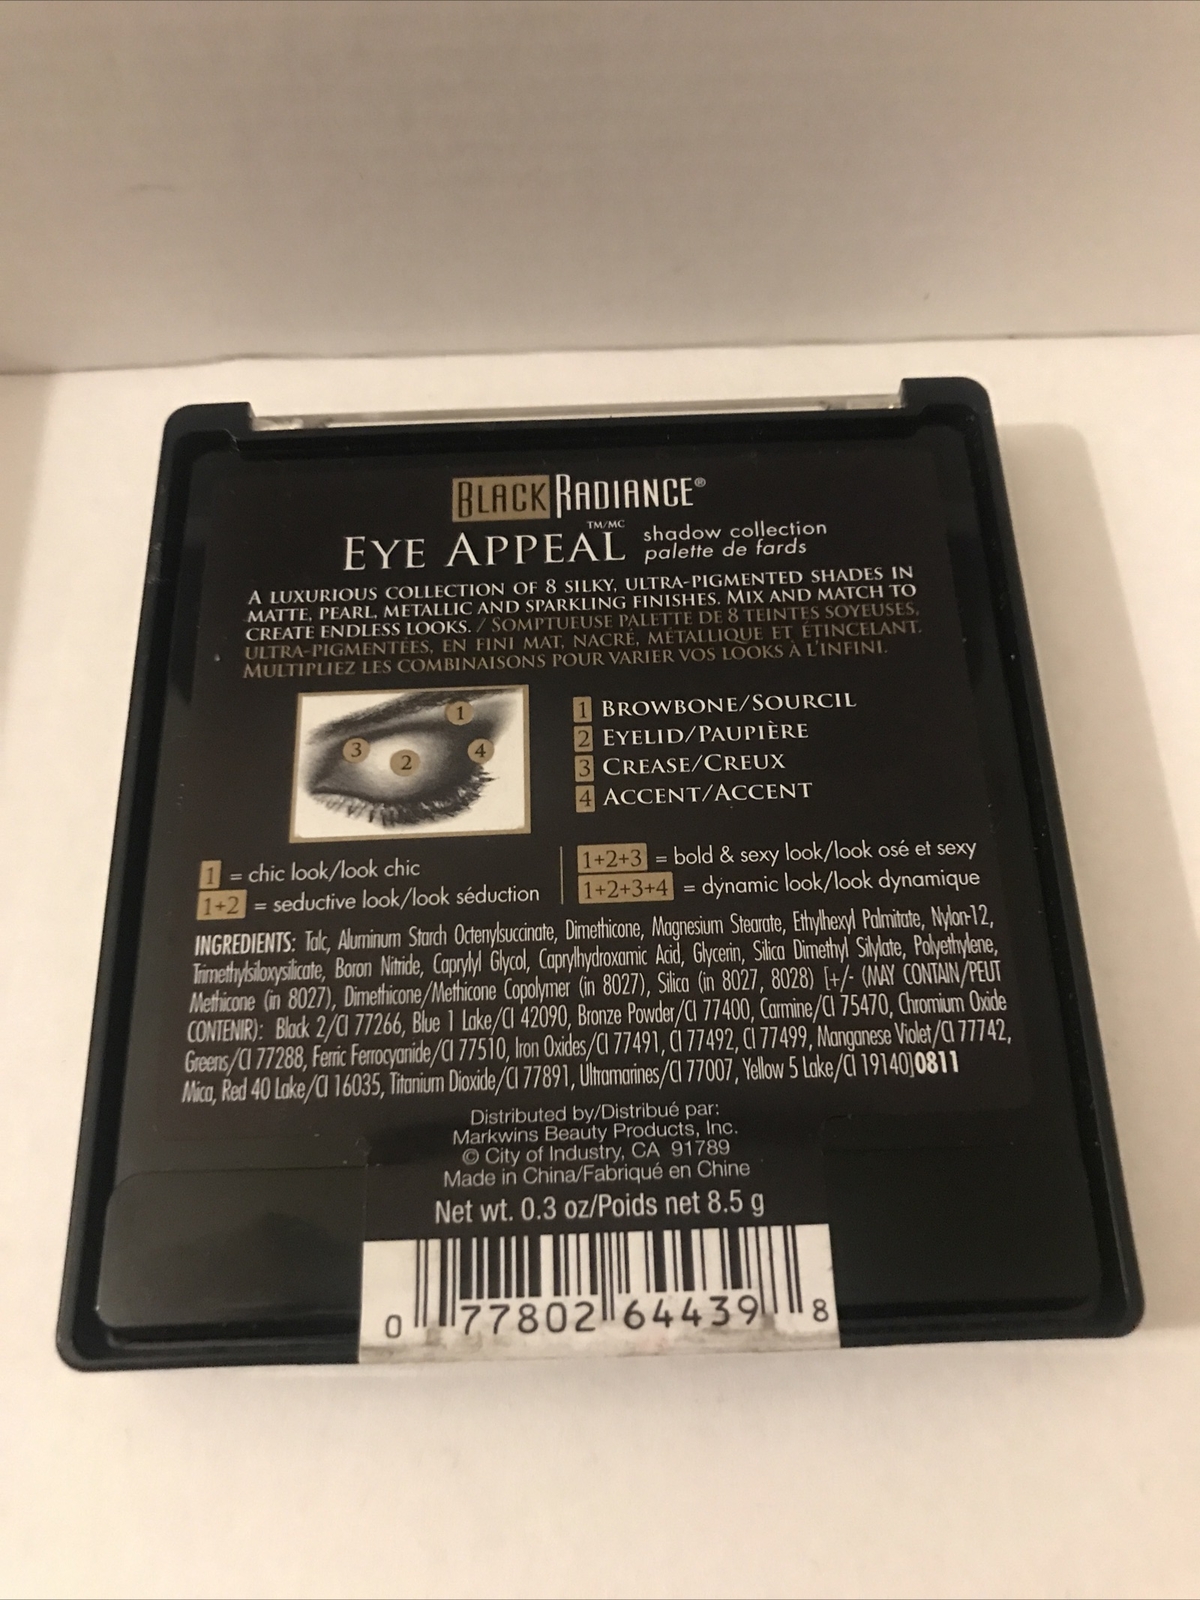 BLACK RADIANCE®
EYE APPEAL™/MC shadow collection
palette de fards
A LUXURIOUS COLLECTION OF 8 SILKY, ULTRA-PIGMENTED SHADES IN
MATTE, PEARL, METALLIC AND SPARKLING FINISHES. MIX AND MATCH TO
CREATE ENDLESS LOOKS. / SOMPTUEUSE PALETTE DE 8 TEINTES SOYEUSES,
ULTRA-PIGMENTÉES, EN FINI MAT, NACRÉ, MÉTALLIQUE ET ÉTINCELANT.
MULTIPLIEZ LES COMBINAISONS POUR VARIER VOS LOOKS À L'INFINI.
1
3
2
4
1 BROWBONE/SOURCIL
2 EYELID/PAUPIÈRE
3 CREASE/CREUX
4 ACCENT/ACCENT
1 = chic look/look chic
1+2 = seductive look/look séduction
1+2+3 = bold & sexy look/look osé et sexy
1+2+3+4 = dynamic look/look dynamique
INGREDIENTS: Talc, Aluminum Starch Octenylsuccinate, Dimethicone, Magnesium Stearate, Ethylhexyl Palmitate, Nylon-12,
Trimethylsiloxysilicate, Boron Nitride, Caprylyl Glycol, Caprylhydroxamic Acid, Glycerin, Silica Dimethyl Silylate, Polyethylene,
Methicone (in 8027), Dimethicone/Methicone Copolymer (in 8027), Silica (in 8027, 8028) [+/- (MAY CONTAIN/PEUT
CONTENIR): Black 2/CI 77266, Blue 1 Lake/CI 42090, Bronze Powder/CI 77400, Carmine/CI 75470, Chromium Oxide
Greens/CI 77288, Ferric Ferrocyanide/CI 77510, Iron Oxides/CI 77491, CI 77492, CI 77499, Manganese Violet/CI 77742,
Mica, Red 40 Lake/CI 16035, Titanium Dioxide/CI 77891, Ultramarines/CI 77007, Yellow 5 Lake/CI 19140]0811
Distributed by/Distribué par:
Markwins Beauty Products, Inc.
© City of Industry, CA 91789
Made in China/Fabriqué en Chine
Net wt. 0.3 oz/Poids net 8.5 g
0 77802 64439 8